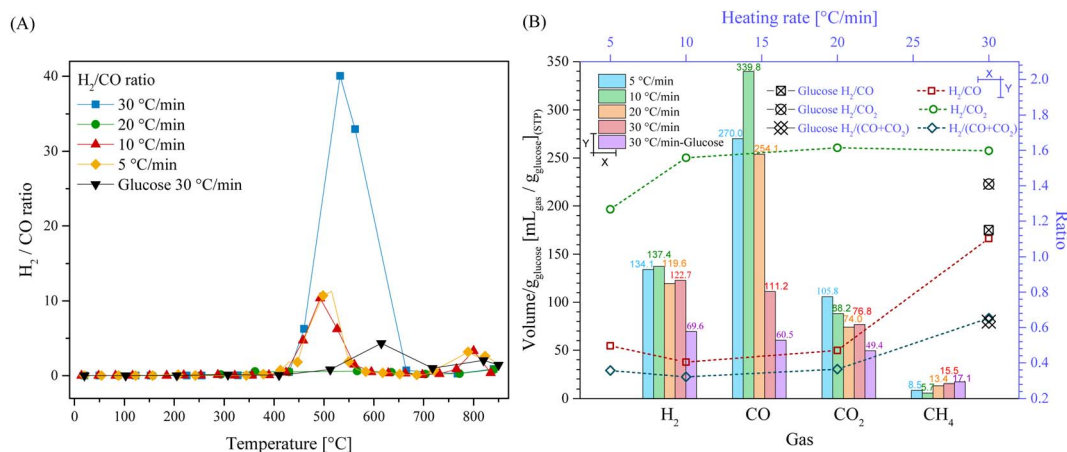 (A)
H₂/CO ratio
30 °C/min
20 °C/min
10 °C/min
5 °C/min
Glucose 30 °C/min
H₂ / CO ratio
40
30
20
10
0
0 100 200 300 400 500 600 700 800
Temperature [°C]
(B)
Heating rate [°C/min]
5 10 15 20 25 30
5 °C/min
10 °C/min
20 °C/min
30 °C/min
30 °C/min-Glucose
Y
X
Glucose H₂/CO
Glucose H₂/CO₂
Glucose H₂/(CO+CO₂)
H₂/CO
H₂/CO₂
H₂/(CO+CO₂)
X
Y
Volume/g_glucose [mL_gas / g_glucose](STP)
350
300
250
200
150
100
50
0
134.1 137.4 119.6 122.7 69.6
270.0 339.8 254.1 111.2 60.5
105.8 88.2 74.0 76.8 49.4
8.5 5.7 13.4 15.5 17.1
2.0
1.8
1.6
1.4
1.2
1.0
0.8
0.6
0.4
0.2
Ratio
H₂ CO CO₂ CH₄
Gas